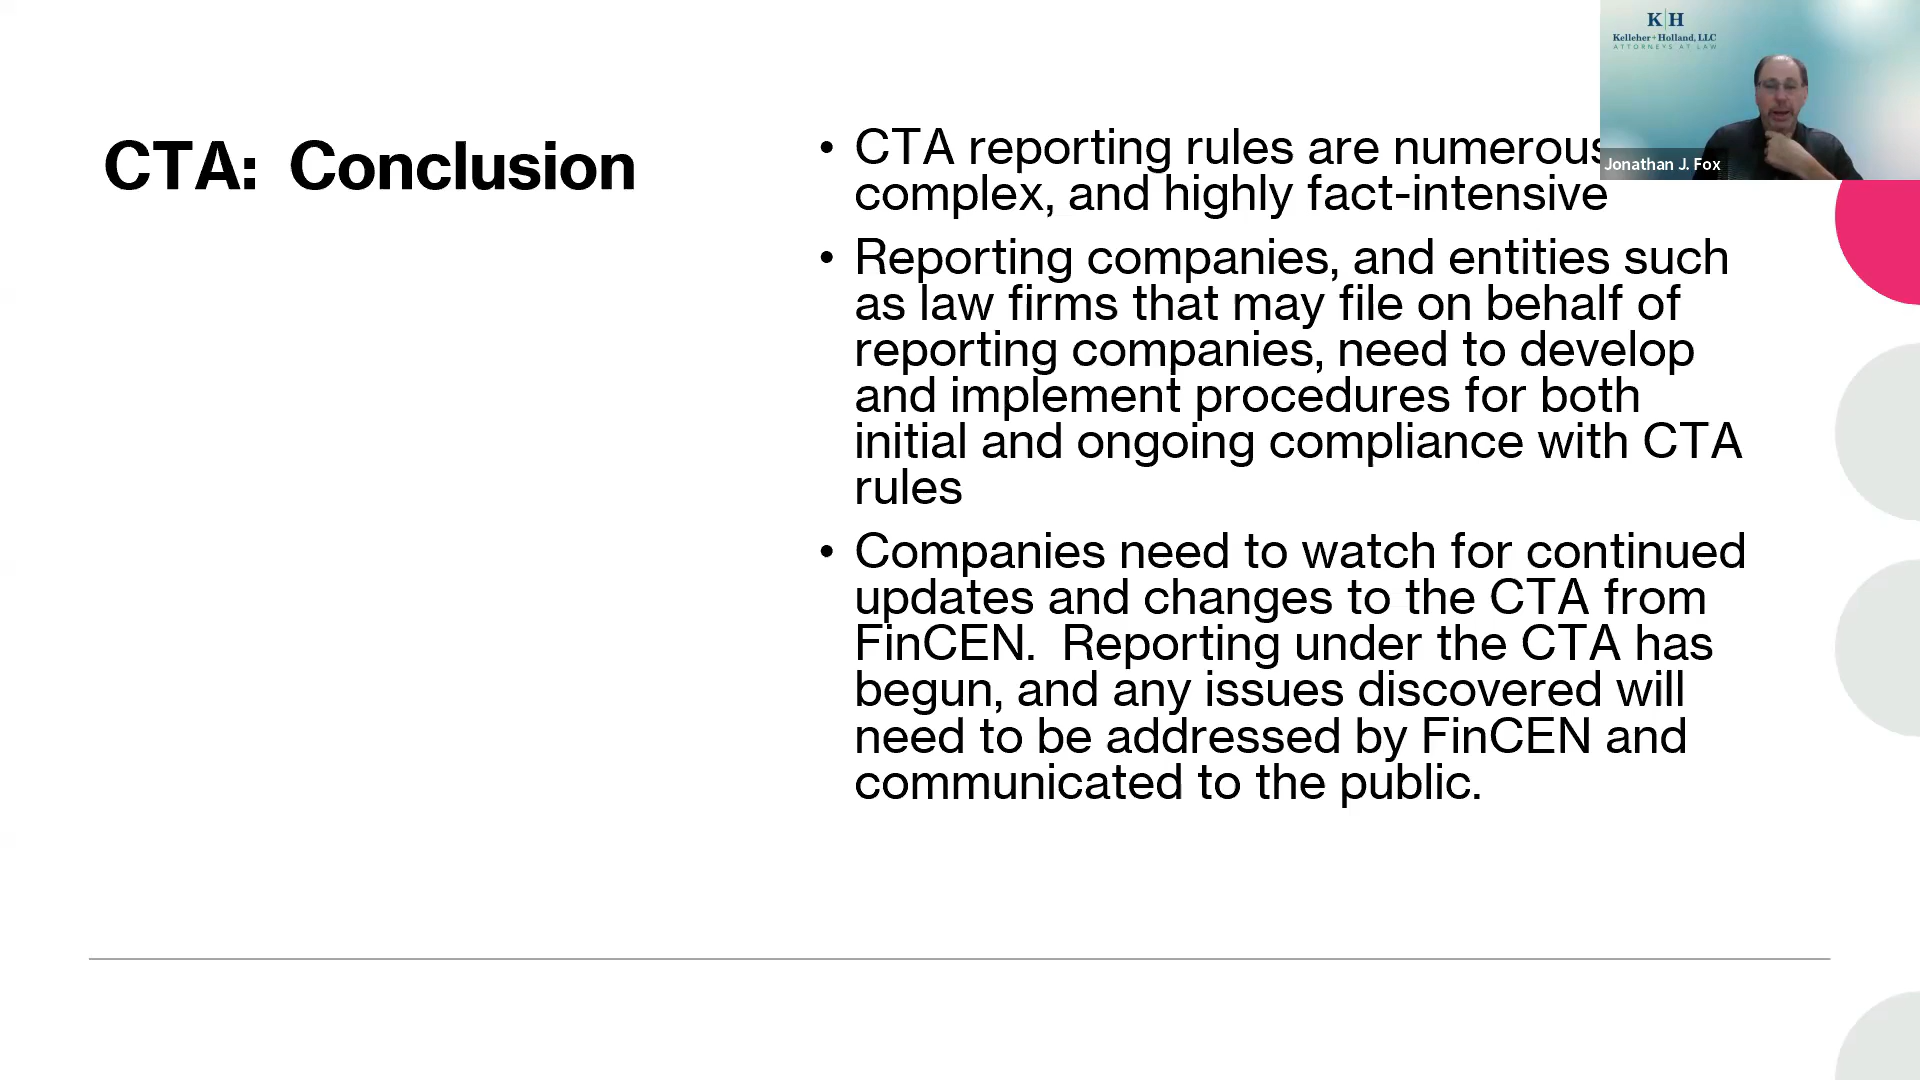 K|H
Kelleher + Holland, LLC
ATTORNEYS AT LAW
Jonathan J. Fox
CTA:  Conclusion
• CTA reporting rules are numerous
complex, and highly fact-intensive
• Reporting companies, and entities such
as law firms that may file on behalf of
reporting companies, need to develop
and implement procedures for both
initial and ongoing compliance with CTA
rules
• Companies need to watch for continued
updates and changes to the CTA from
FinCEN.  Reporting under the CTA has
begun, and any issues discovered will
need to be addressed by FinCEN and
communicated to the public.